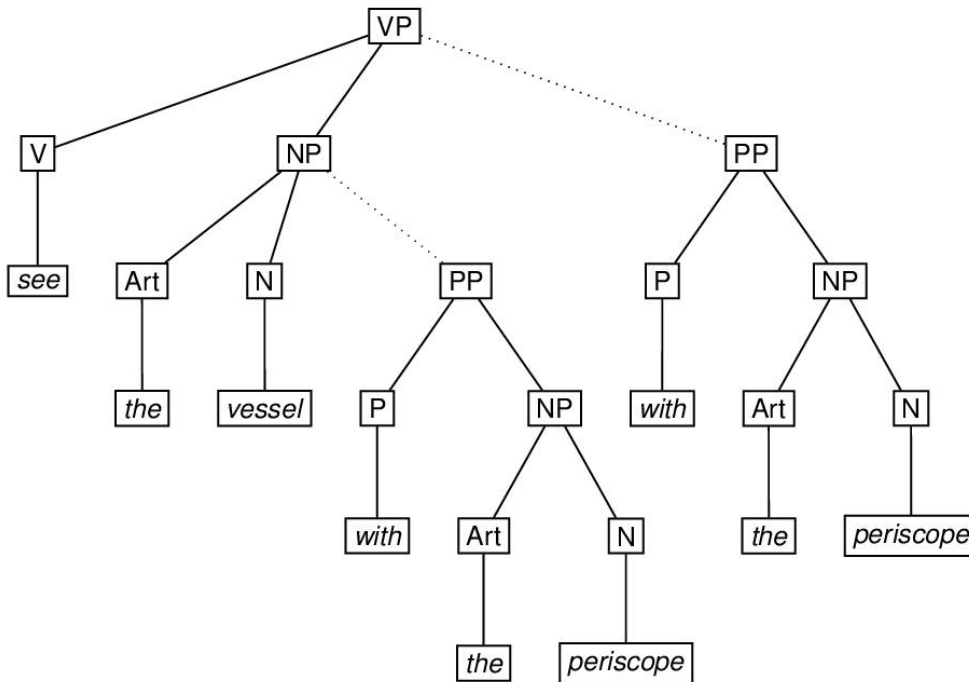 VP
V NP PP
see Art N PP P NP
the vessel P NP with Art N
with Art N the periscope
the periscope